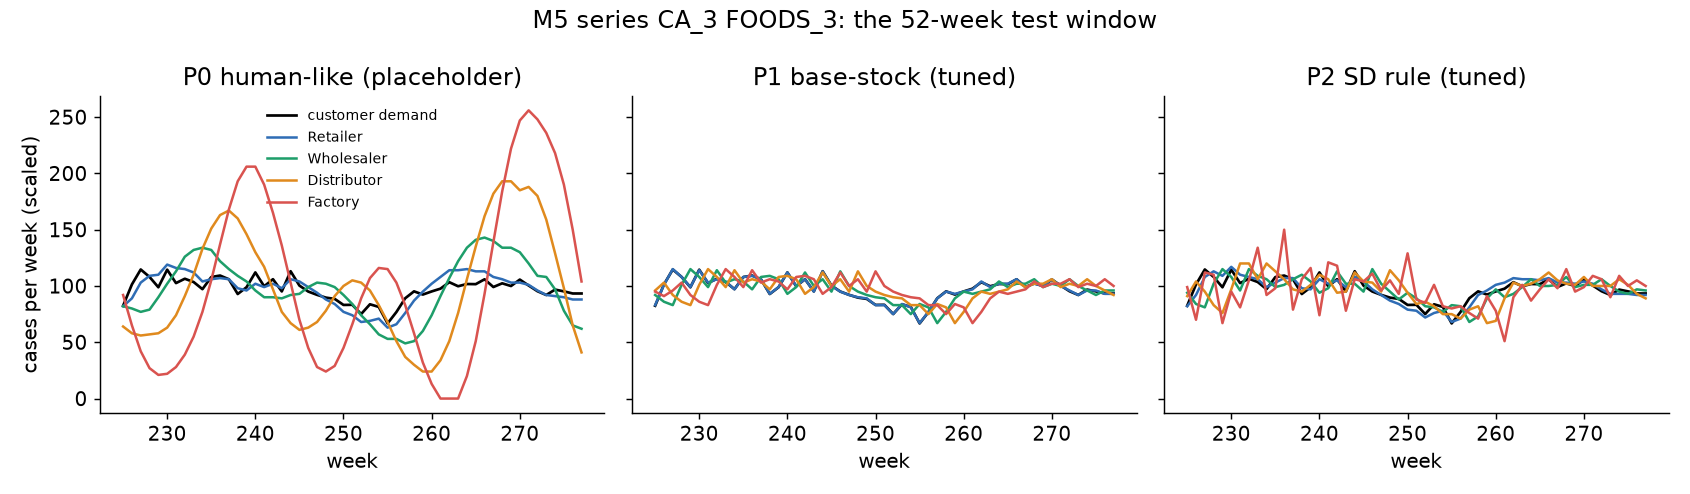 M5 series CA_3 FOODS_3: the 52-week test window
P0 human-like (placeholder)
P1 base-stock (tuned)
P2 SD rule (tuned)
cases per week (scaled)
250
200
150
100
50
0
customer demand
Retailer
Wholesaler
Distributor
Factory
230 240 250 260 270
230 240 250 260 270
230 240 250 260 270
week
week
week